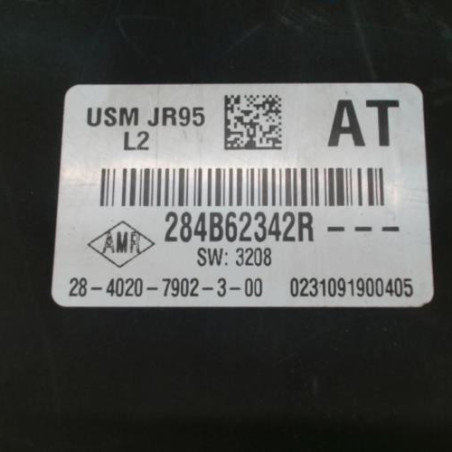 USM JR95
L2
AT
AMR
284B62342R---
SW: 3208
28-4020-7902-3-00 0231091900405